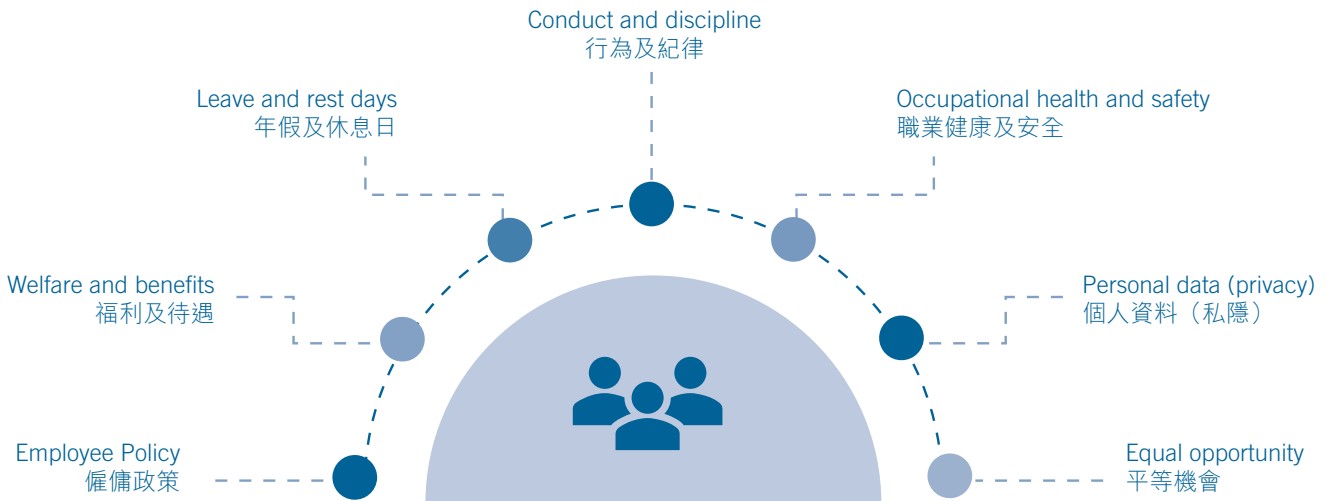 Conduct and discipline
行為及紀律
Leave and rest days
年假及休息日
Occupational health and safety
職業健康及安全
Welfare and benefits
福利及待遇
Personal data (privacy)
個人資料（私隱）
Employee Policy
僱傭政策
Equal opportunity
平等機會